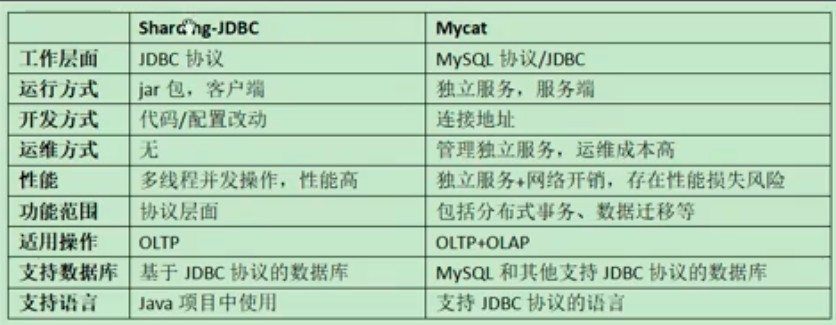 Sharding-JDBC Mycat
工作层面 JDBC 协议 MySQL 协议/JDBC
运行方式 jar 包，客户端 独立服务，服务端
开发方式 代码/配置改动 连接地址
运维方式 无 管理独立服务，运维成本高
性能 多线程并发操作，性能高 独立服务+网络开销，存在性能损失风险
功能范围 协议层面 包括分布式事务、数据迁移等
适用操作 OLTP OLTP+OLAP
支持数据库 基于 JDBC 协议的数据库 MySQL 和其他支持 JDBC 协议的数据库
支持语言 Java 项目中使用 支持 JDBC 协议的语言